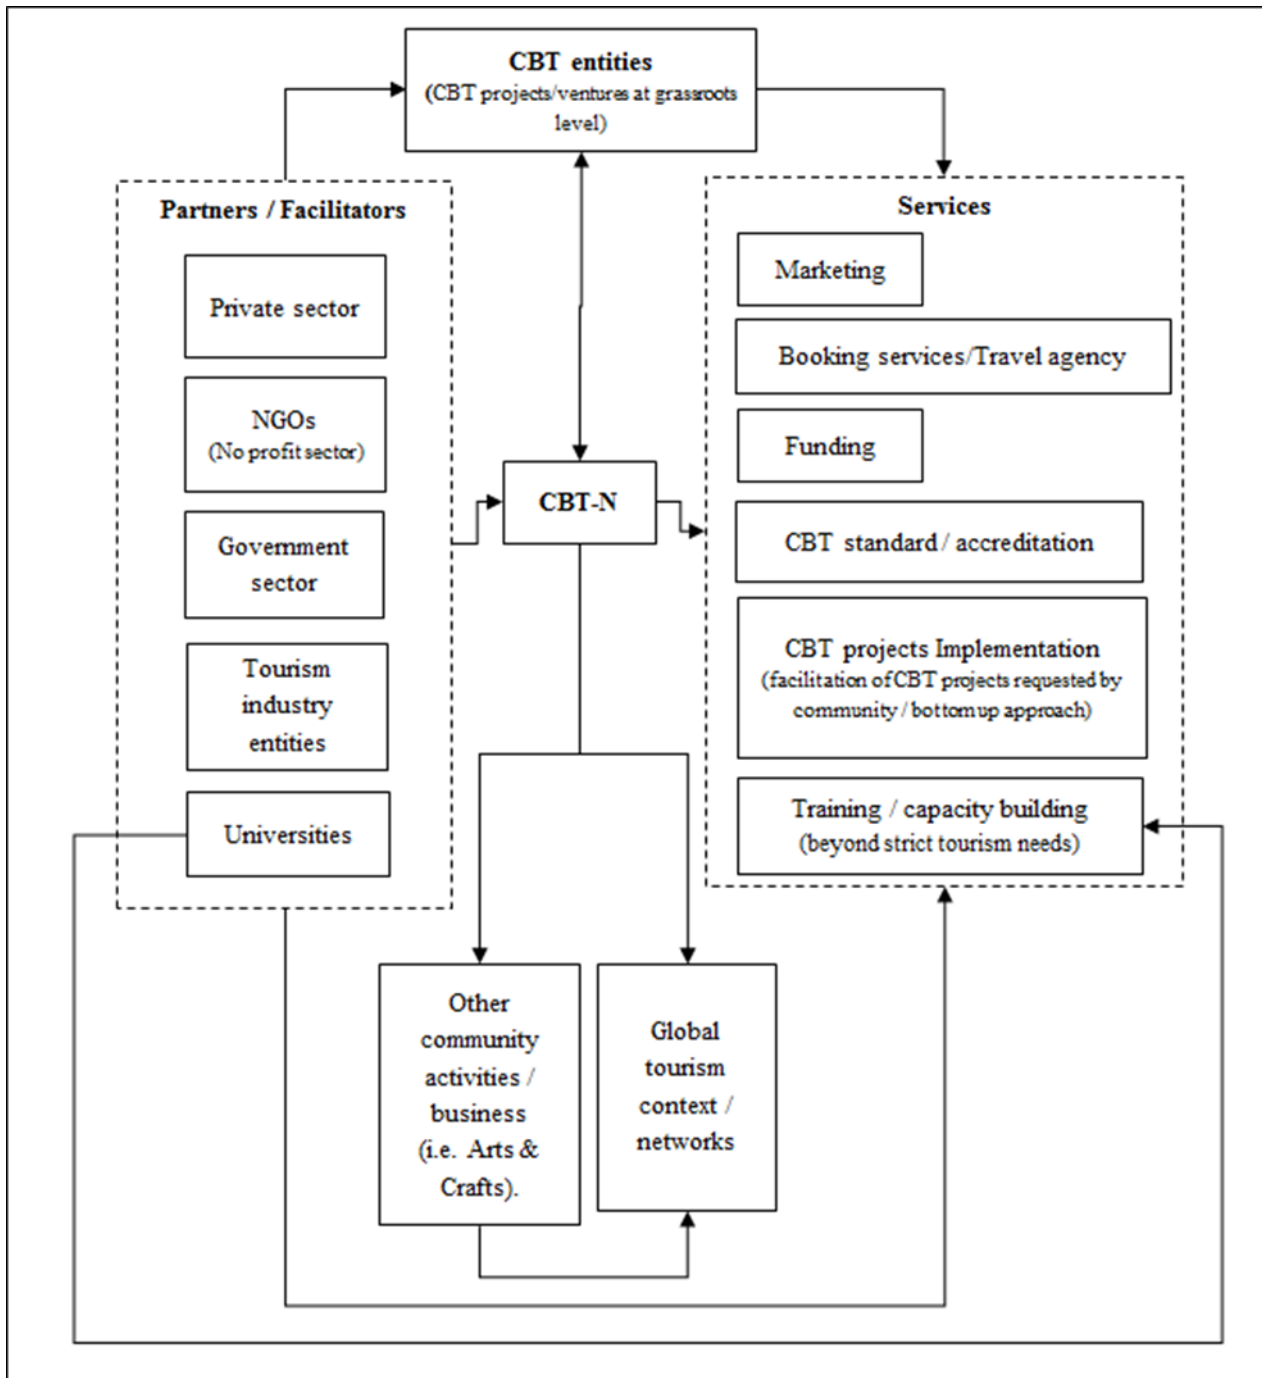 CBT entities
(CBT projects/ventures at grassroots
level)
Partners / Facilitators
Private sector
NGOs
(No profit sector)
Government
sector
Tourism
industry
entities
Universities
CBT-N
Services
Marketing
Booking services/Travel agency
Funding
CBT standard / accreditation
CBT projects Implementation
(facilitation of CBT projects requested by
community / bottom up approach)
Training / capacity building
(beyond strict tourism needs)
Other
community
activities /
business
(i.e. Arts &
Crafts).
Global
tourism
context /
networks